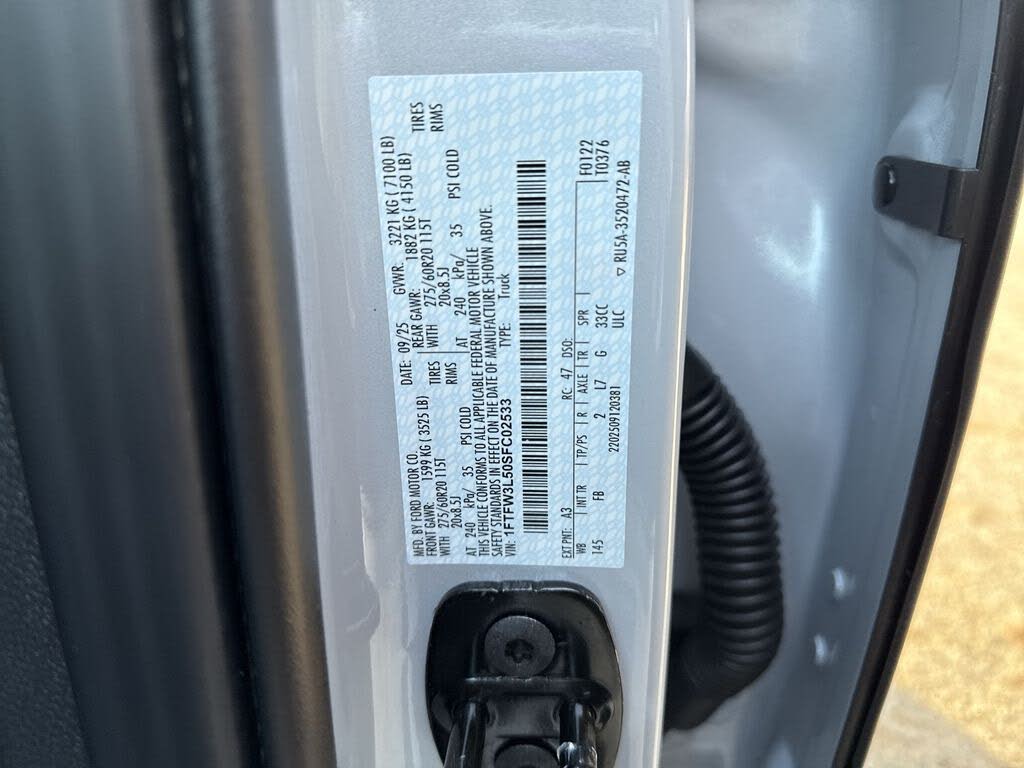 MFD. BY FORD MOTOR CO. DATE: 09/25 GVWR: 3221 KG ( 7100 LB)
FRONT GAWR: 1599 KG ( 3525 LB) REAR GAWR: 1882 KG ( 4150 LB)
WITH 275/60R20 115T TIRES WITH 275/60R20 115T TIRES
20x8.5J RIMS 20x8.5J RIMS
AT 240 kPa/ 35 PSI COLD AT 240 kPa/ 35 PSI COLD
THIS VEHICLE CONFORMS TO ALL APPLICABLE FEDERAL MOTOR VEHICLE
SAFETY STANDARDS IN EFFECT ON THE DATE OF MANUFACTURE SHOWN ABOVE.
VIN: 1FTFW3L50SFC02533 TYPE: Truck
EXT PNT: A3 RC: 47 DSO: F0122
WB INT TR TP/PS R AXLE TR SPR T0376
145 FB 2 L7 G 33CC
ULC
2202509120381 ▽ RU5A-3520472-AB